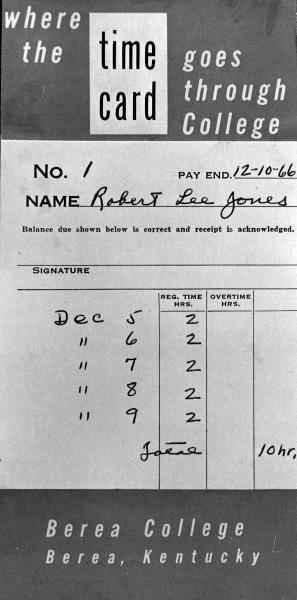 where the time card goes through College
No. 1 PAY END. 12-10-66
NAME Robert Lee Jones
Balance due shown below is correct and receipt is acknowledged.
SIGNATURE
REG. TIME HRS. OVERTIME HRS.
Dec 5 2
" 6 2
" 7 2
" 8 2
" 9 2
Total 10 hr.
Berea College
Berea, Kentucky